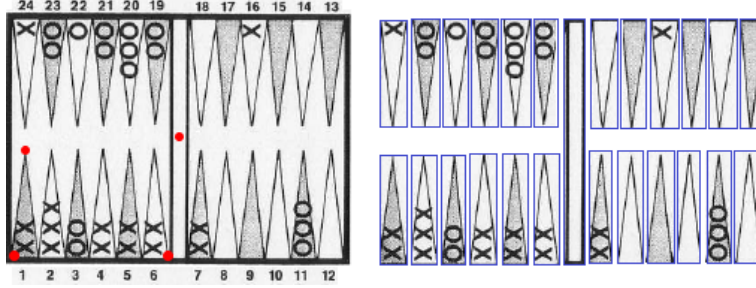 24 23 22 21 20 19 18 17 16 15 14 13
X O O O O O O X X O O O O O O X
O O O O O O O O O O
O O
X O X
X X X X X O X X
X X O X X X X X O X X O X X X X X O
1 2 3 4 5 6 7 8 9 10 11 12